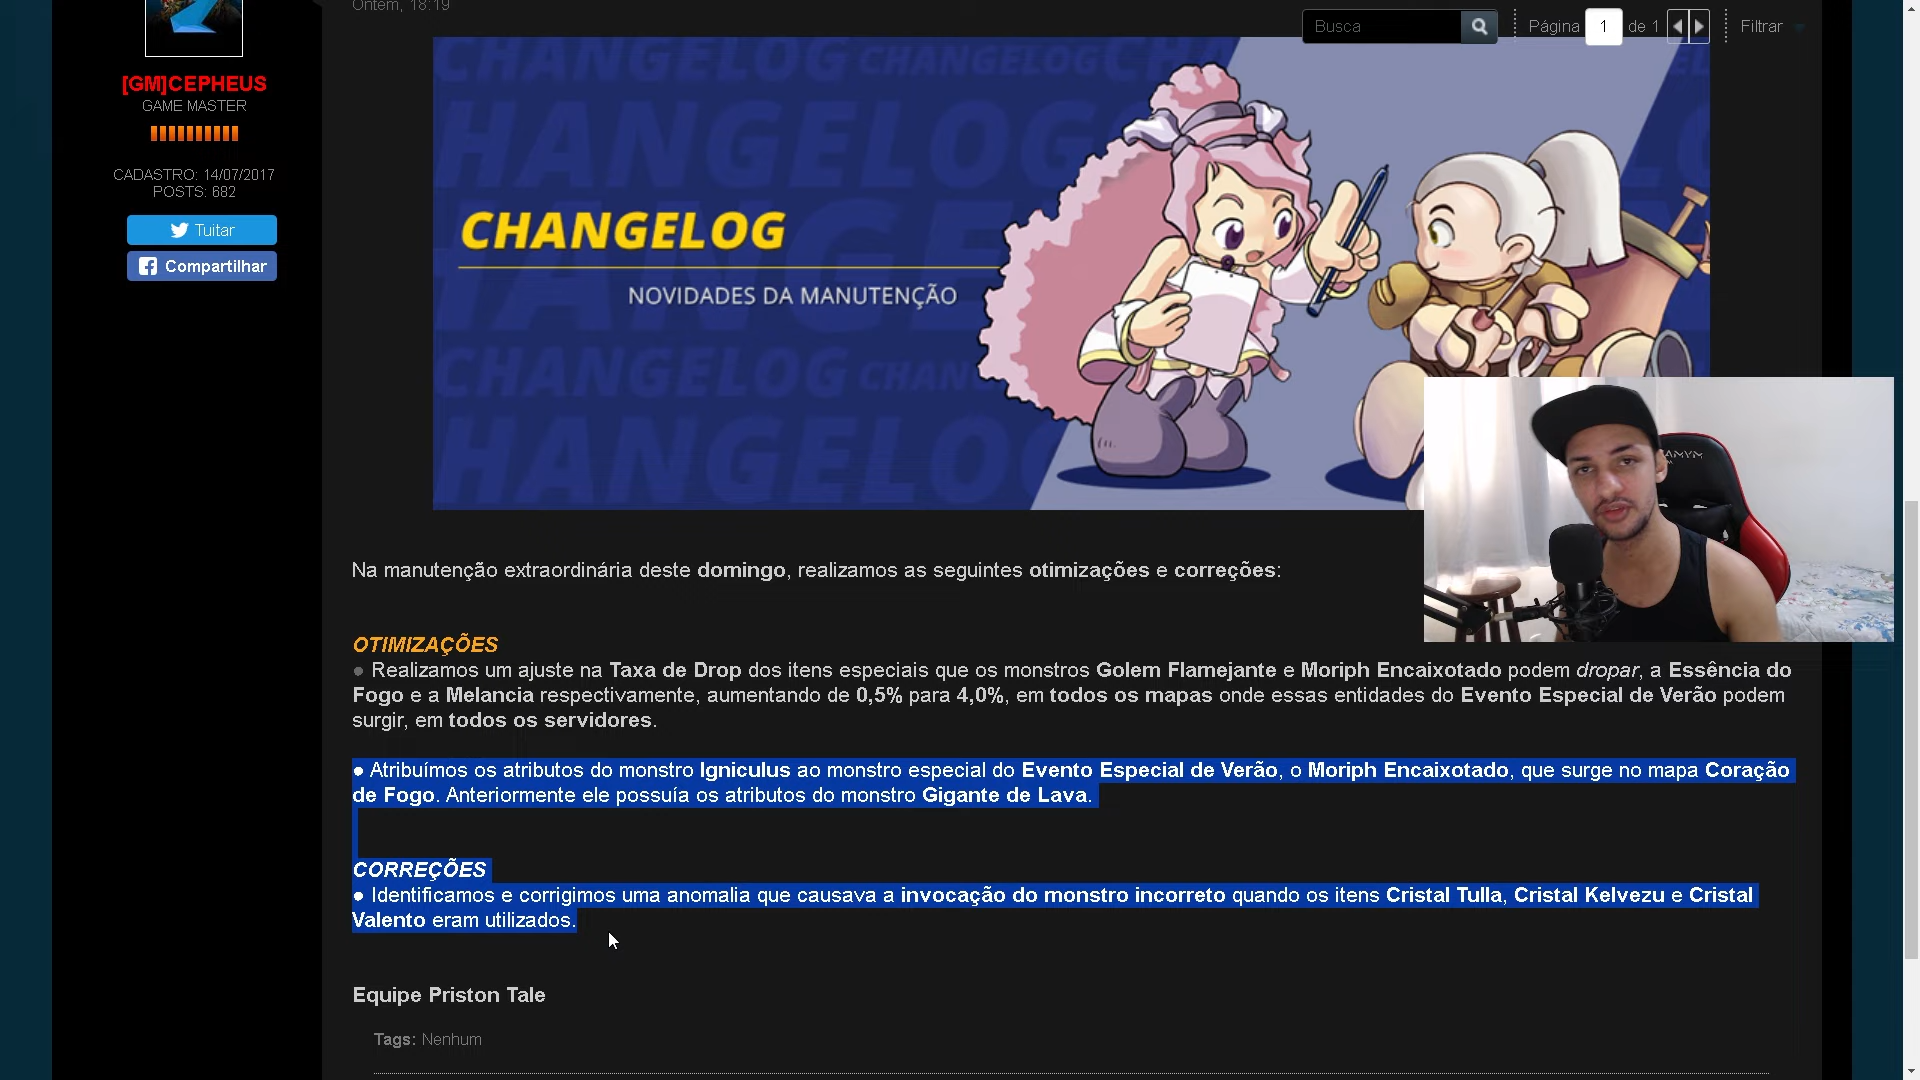 Ontem, 18:19
Busca
Página 1 de 1
Filtrar
[GM]CEPHEUS
GAME MASTER
CADASTRO: 14/07/2017
POSTS: 682
Tuitar
Compartilhar
CHANGELOG
NOVIDADES DA MANUTENÇÃO
Na manutenção extraordinária deste domingo, realizamos as seguintes otimizações e correções:
OTIMIZAÇÕES
● Realizamos um ajuste na Taxa de Drop dos itens especiais que os monstros Golem Flamejante e Moriph Encaixotado podem dropar, a Essência do
Fogo e a Melancia respectivamente, aumentando de 0,5% para 4,0%, em todos os mapas onde essas entidades do Evento Especial de Verão podem
surgir, em todos os servidores.
● Atribuímos os atributos do monstro Igniculus ao monstro especial do Evento Especial de Verão, o Moriph Encaixotado, que surge no mapa Coração
de Fogo. Anteriormente ele possuía os atributos do monstro Gigante de Lava.
CORREÇÕES
● Identificamos e corrigimos uma anomalia que causava a invocação do monstro incorreto quando os itens Cristal Tulla, Cristal Kelvezu e Cristal
Valento eram utilizados.
Equipe Priston Tale
Tags: Nenhum